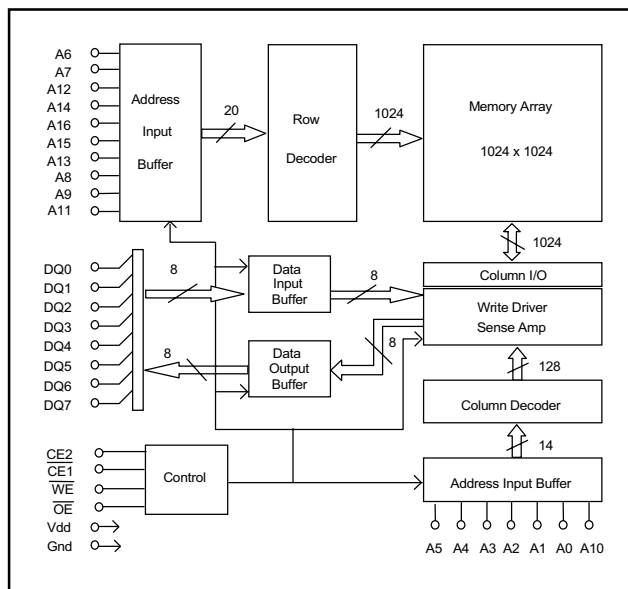 A6
A7
A12
A14
A16
A15
A13
A8
A9
A11
Address
Input
Buffer
20
Row
Decoder
1024
Memory Array
1024 x 1024
1024
DQ0
DQ1
DQ2
DQ3
DQ4
DQ5
DQ6
DQ7
8
Data
Input
Buffer
8
Column I/O
Write Driver
Sense Amp
8
Data
Output
Buffer
8
128
Column Decoder
14
Address Input Buffer
CE2
CE1
WE
OE
Vdd
Gnd
Control
A5 A4 A3 A2 A1 A0 A10